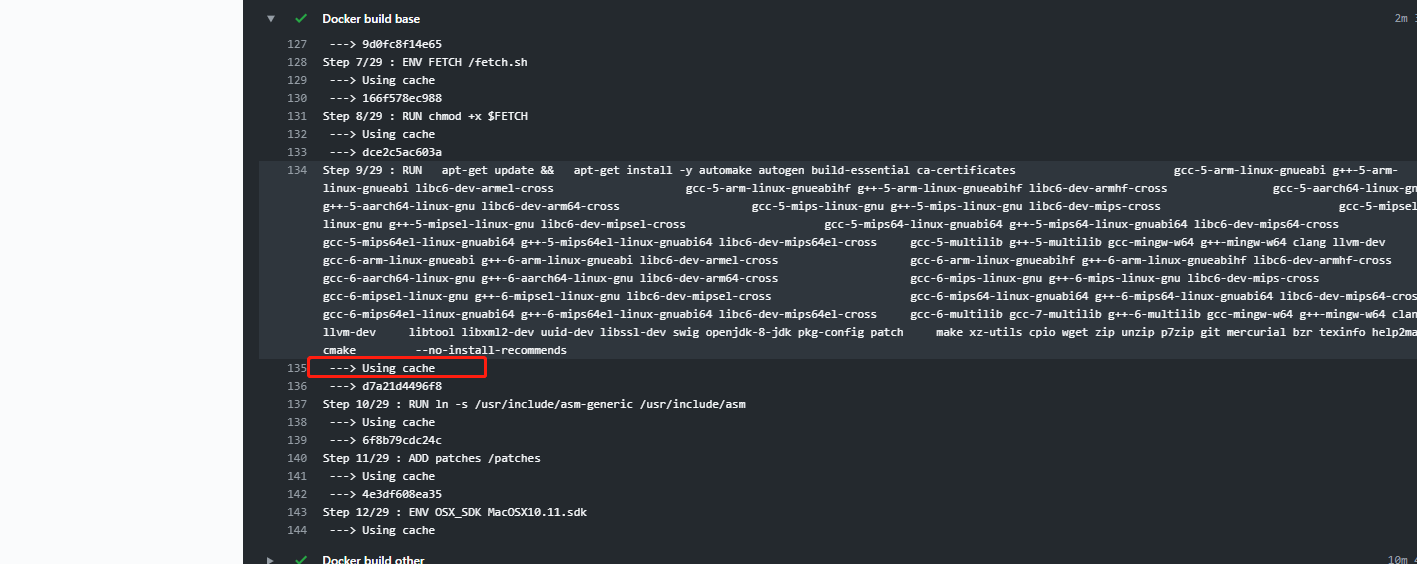 Docker build base 2m
127 ---> 9d0fc8f14e65
128 Step 7/29 : ENV FETCH /fetch.sh
129 ---> Using cache
130 ---> 166f578ec988
131 Step 8/29 : RUN chmod +x $FETCH
132 ---> Using cache
133 ---> dce2c5ac603a
134 Step 9/29 : RUN apt-get update && apt-get install -y automake autogen build-essential ca-certificates gcc-5-arm-linux-gnueabi g++-5-arm-
linux-gnueabi libc6-dev-armel-cross gcc-5-arm-linux-gnueabihf g++-5-arm-linux-gnueabihf libc6-dev-armhf-cross gcc-5-aarch64-linux-gn
g++-5-aarch64-linux-gnu libc6-dev-arm64-cross gcc-5-mips-linux-gnu g++-5-mips-linux-gnu libc6-dev-mips-cross gcc-5-mipsel
linux-gnu g++-5-mipsel-linux-gnu libc6-dev-mipsel-cross gcc-5-mips64-linux-gnuabi64 g++-5-mips64-linux-gnuabi64 libc6-dev-mips64-cross
gcc-5-mips64el-linux-gnuabi64 g++-5-mips64el-linux-gnuabi64 libc6-dev-mips64el-cross gcc-5-multilib g++-5-multilib gcc-mingw-w64 g++-mingw-w64 clang llvm-dev
gcc-6-arm-linux-gnueabi g++-6-arm-linux-gnueabi libc6-dev-armel-cross gcc-6-arm-linux-gnueabihf g++-6-arm-linux-gnueabihf libc6-dev-armhf-cross
gcc-6-aarch64-linux-gnu g++-6-aarch64-linux-gnu libc6-dev-arm64-cross gcc-6-mips-linux-gnu g++-6-mips-linux-gnu libc6-dev-mips-cross
gcc-6-mipsel-linux-gnu g++-6-mipsel-linux-gnu libc6-dev-mipsel-cross gcc-6-mips64-linux-gnuabi64 g++-6-mips64-linux-gnuabi64 libc6-dev-mips64-cros
gcc-6-mips64el-linux-gnuabi64 g++-6-mips64el-linux-gnuabi64 libc6-dev-mips64el-cross gcc-6-multilib gcc-7-multilib g++-6-multilib gcc-mingw-w64 g++-mingw-w64 clan
llvm-dev libtool libxml2-dev uuid-dev libssl-dev swig openjdk-8-jdk pkg-config patch make xz-utils cpio wget zip unzip p7zip git mercurial bzr texinfo help2ma
cmake --no-install-recommends
135 ---> Using cache
136 ---> d7a21d4496f8
137 Step 10/29 : RUN ln -s /usr/include/asm-generic /usr/include/asm
138 ---> Using cache
139 ---> 6f8b79cdc24c
140 Step 11/29 : ADD patches /patches
141 ---> Using cache
142 ---> 4e3df608ea35
143 Step 12/29 : ENV OSX_SDK MacOSX10.11.sdk
144 ---> Using cache
Docker build other 10m